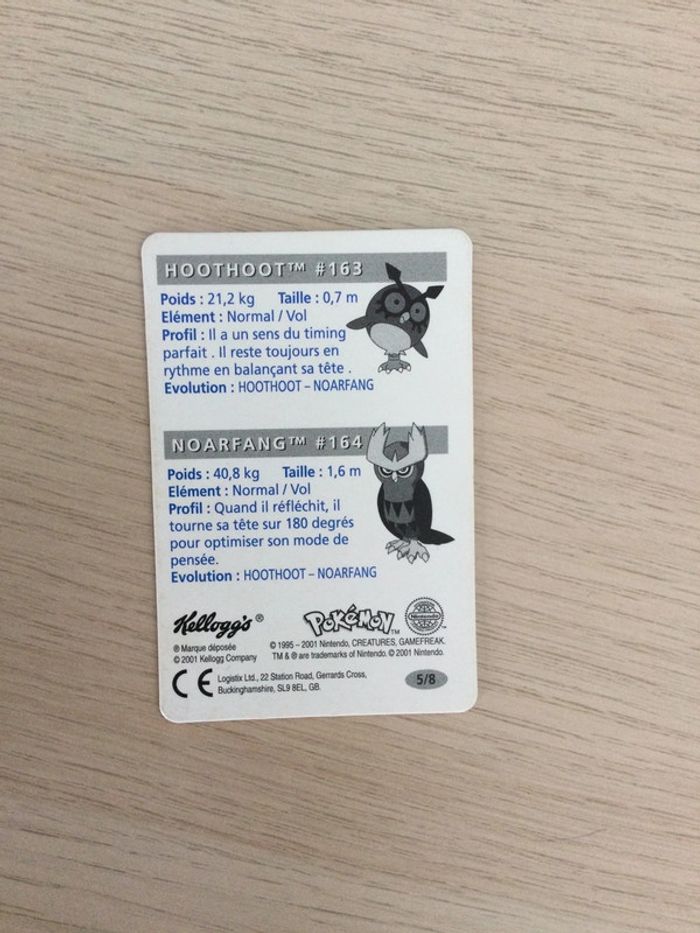 HOOTHOOT™ #163
Poids : 21,2 kg Taille : 0,7 m
Elément : Normal / Vol
Profil : Il a un sens du timing
parfait . Il reste toujours en
rythme en balançant sa tête .
Evolution : HOOTHOOT – NOARFANG
NOARFANG™ #164
Poids : 40,8 kg Taille : 1,6 m
Elément : Normal / Vol
Profil : Quand il réfléchit, il
tourne sa tête sur 180 degrés
pour optimiser son mode de
pensée.
Evolution : HOOTHOOT – NOARFANG
Kellogg's ®
® Marque déposée
© 2001 Kellogg Company
POKéMON™
Nintendo
© 1995 – 2001 Nintendo, CREATURES, GAMEFREAK.
TM & ® are trademarks of Nintendo. © 2001 Nintendo.
CE
Logistix Ltd., 22 Station Road, Gerrards Cross,
Buckinghamshire, SL9 8EL, GB.
5/8